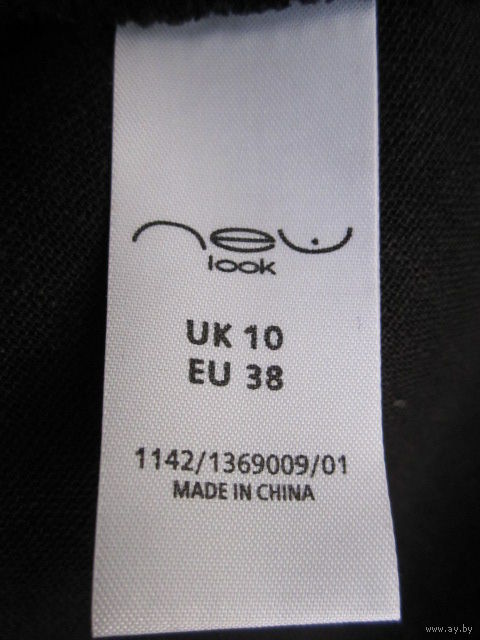 new
look
UK 10
EU 38
1142/1369009/01
MADE IN CHINA
www.ay.by